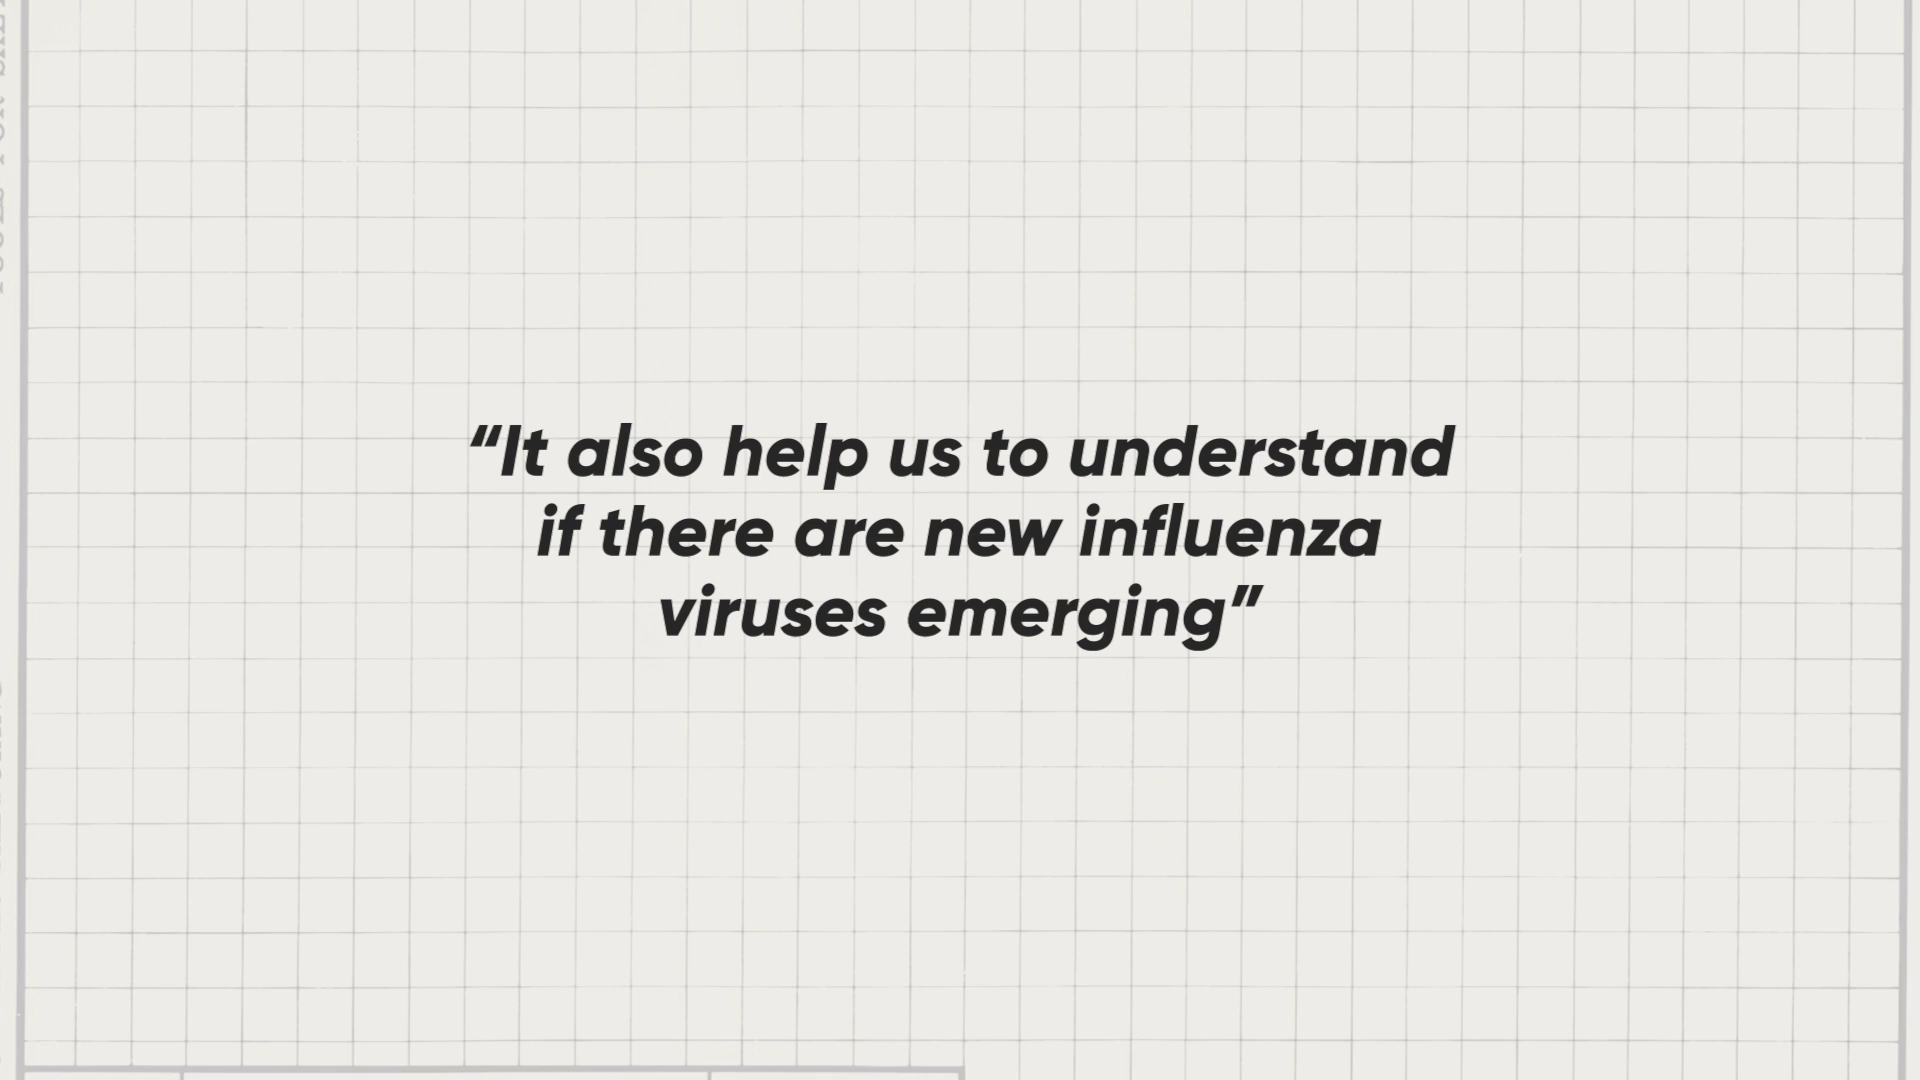 “It also help us to understand
if there are new influenza
viruses emerging”